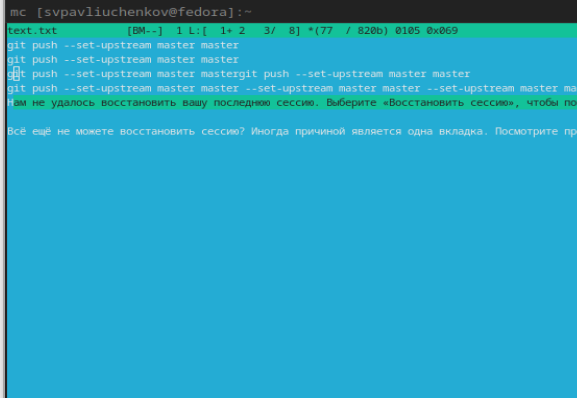 mc [svpavliuchenkov@fedora]:~
text.txt [BM--] 1 L:[ 1+ 2 3/ 8] *(77 / 820b) 0105 0x069
git push --set-upstream master master
git push --set-upstream master master
git push --set-upstream master mastergit push --set-upstream master master
git push --set-upstream master master --set-upstream master master --set-upstream master ma
Нам не удалось восстановить вашу последнюю сессию. Выберите «Восстановить сессию», чтобы по
Всё ещё не можете восстановить сессию? Иногда причиной является одна вкладка. Посмотрите пр